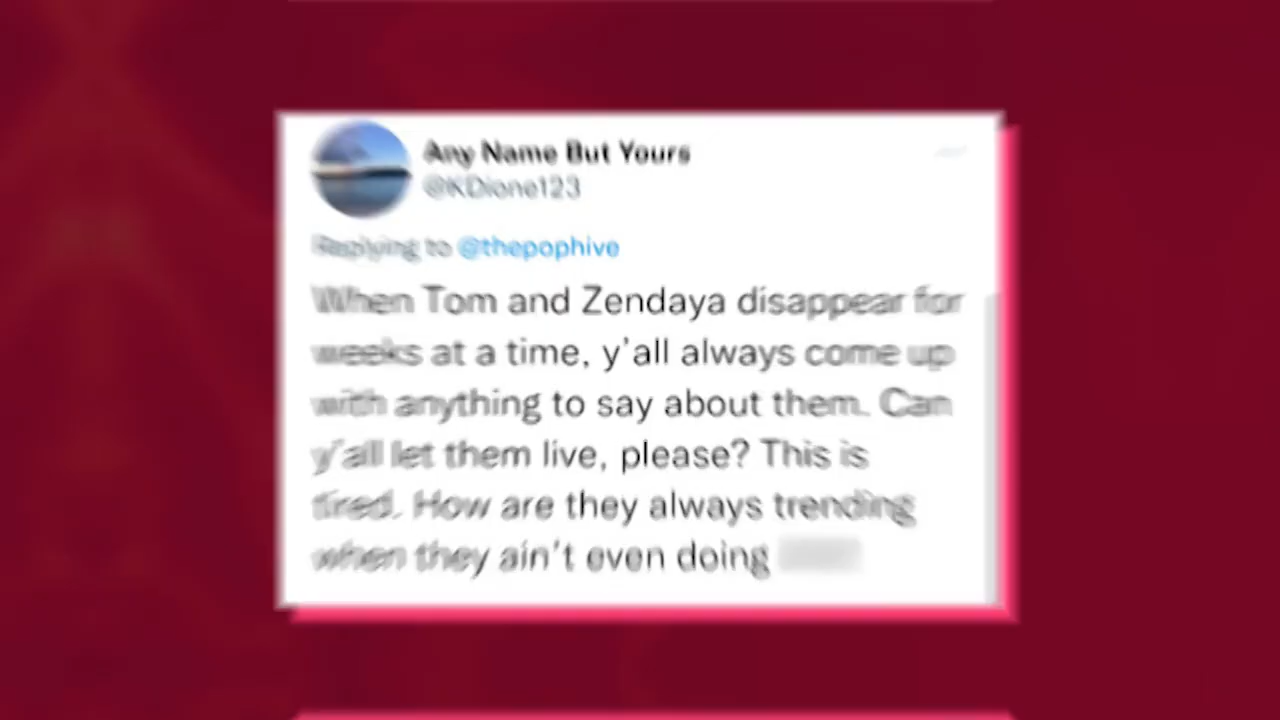 Any Name But Yours
@KDione123
Replying to @thepophive
When Tom and Zendaya disappear for
weeks at a time, y'all always come up
with anything to say about them. Can
y'all let them live, please? This is
tired. How are they always trending
when they ain't even doing